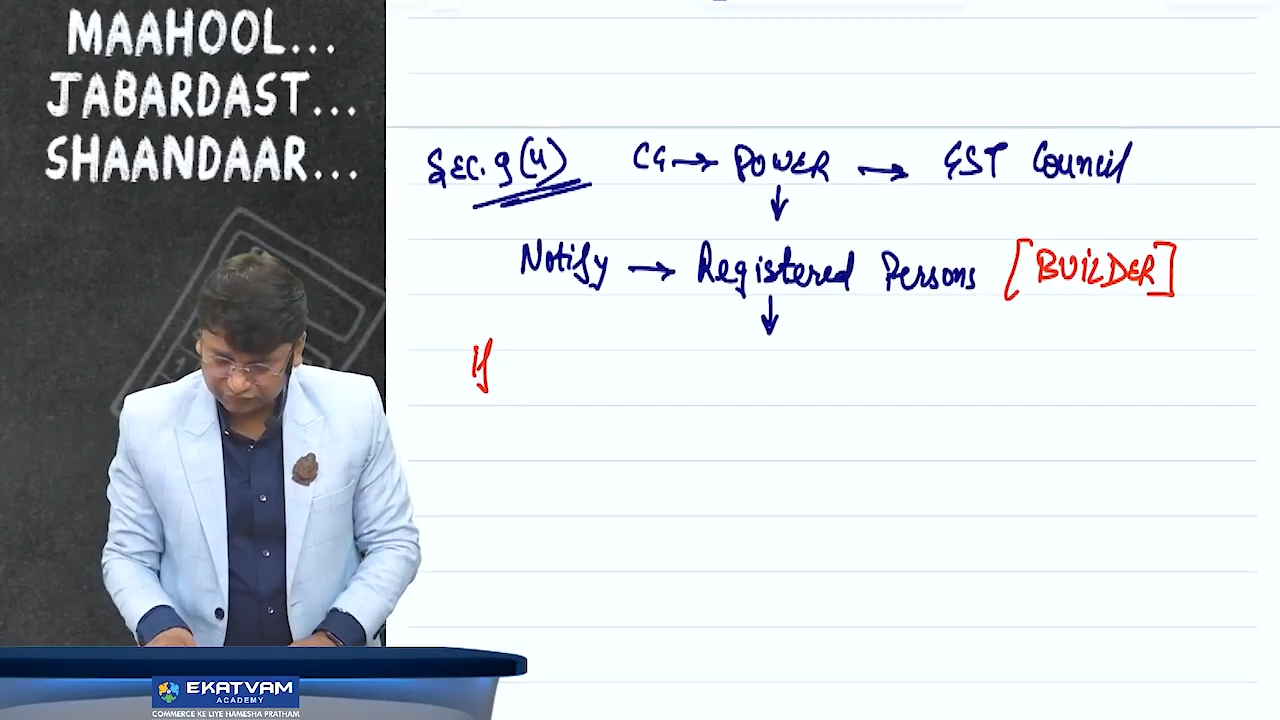 MAAHOOL...
JABARDAST...
SHAANDAAR...
SEC. 9(4) CG → POWER → GST Council
↓
Notify → Registered Persons [BUILDER]
↓
if
EKATVAM
ACADEMY
COMMERCE KE LIYE HAMESHA PRATHAM